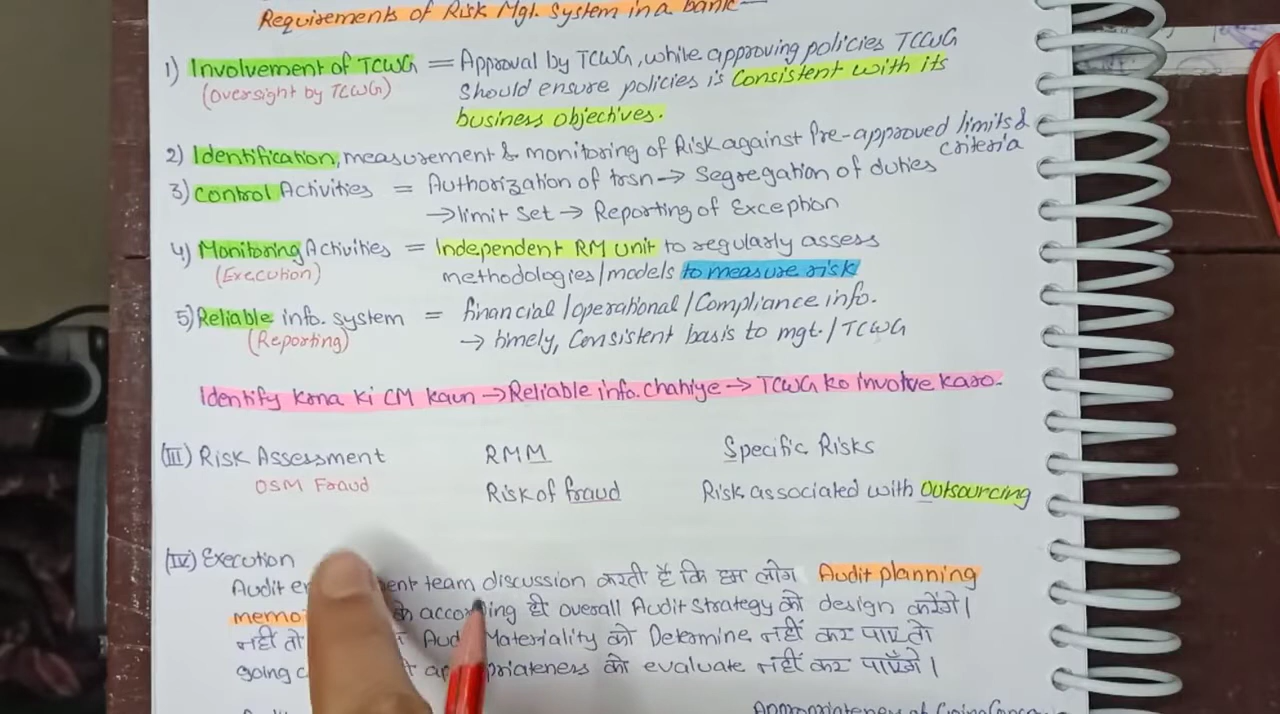 Requirements of Risk Mgt. System in a bank
1) Involvement of TCWG = Approval by TCWG, while approving policies TCWG
(Oversight by TCWG) should ensure policies is consistent with its
business objectives.
2) Identification, measurement & monitoring of Risk against Pre-approved limits &
criteria
3) Control Activities = Authorization of trsn → Segregation of duties
→ limit set → Reporting of Exception
4) Monitoring Activities = Independent RM unit to regularly assess
(Execution) methodologies/models to measure risk
5) Reliable info. system = financial/operational/Compliance info.
(Reporting) → timely, Consistent basis to mgt./TCWG
Identify krna ki CM kaun → Reliable info. chahiye → TCWG ko involve karo.
(III) Risk Assessment RMM Specific Risks
OSM Fraud Risk of fraud Risk associated with Outsourcing
(IV) Execution
Audit team discussion करती है कि हम लोग Audit planning
according ही overall Audit strategy को design करेंगे।
नहीं तो Materiality को Determine नहीं कर पाए तो
going को evaluate नहीं कर पाएँगे।